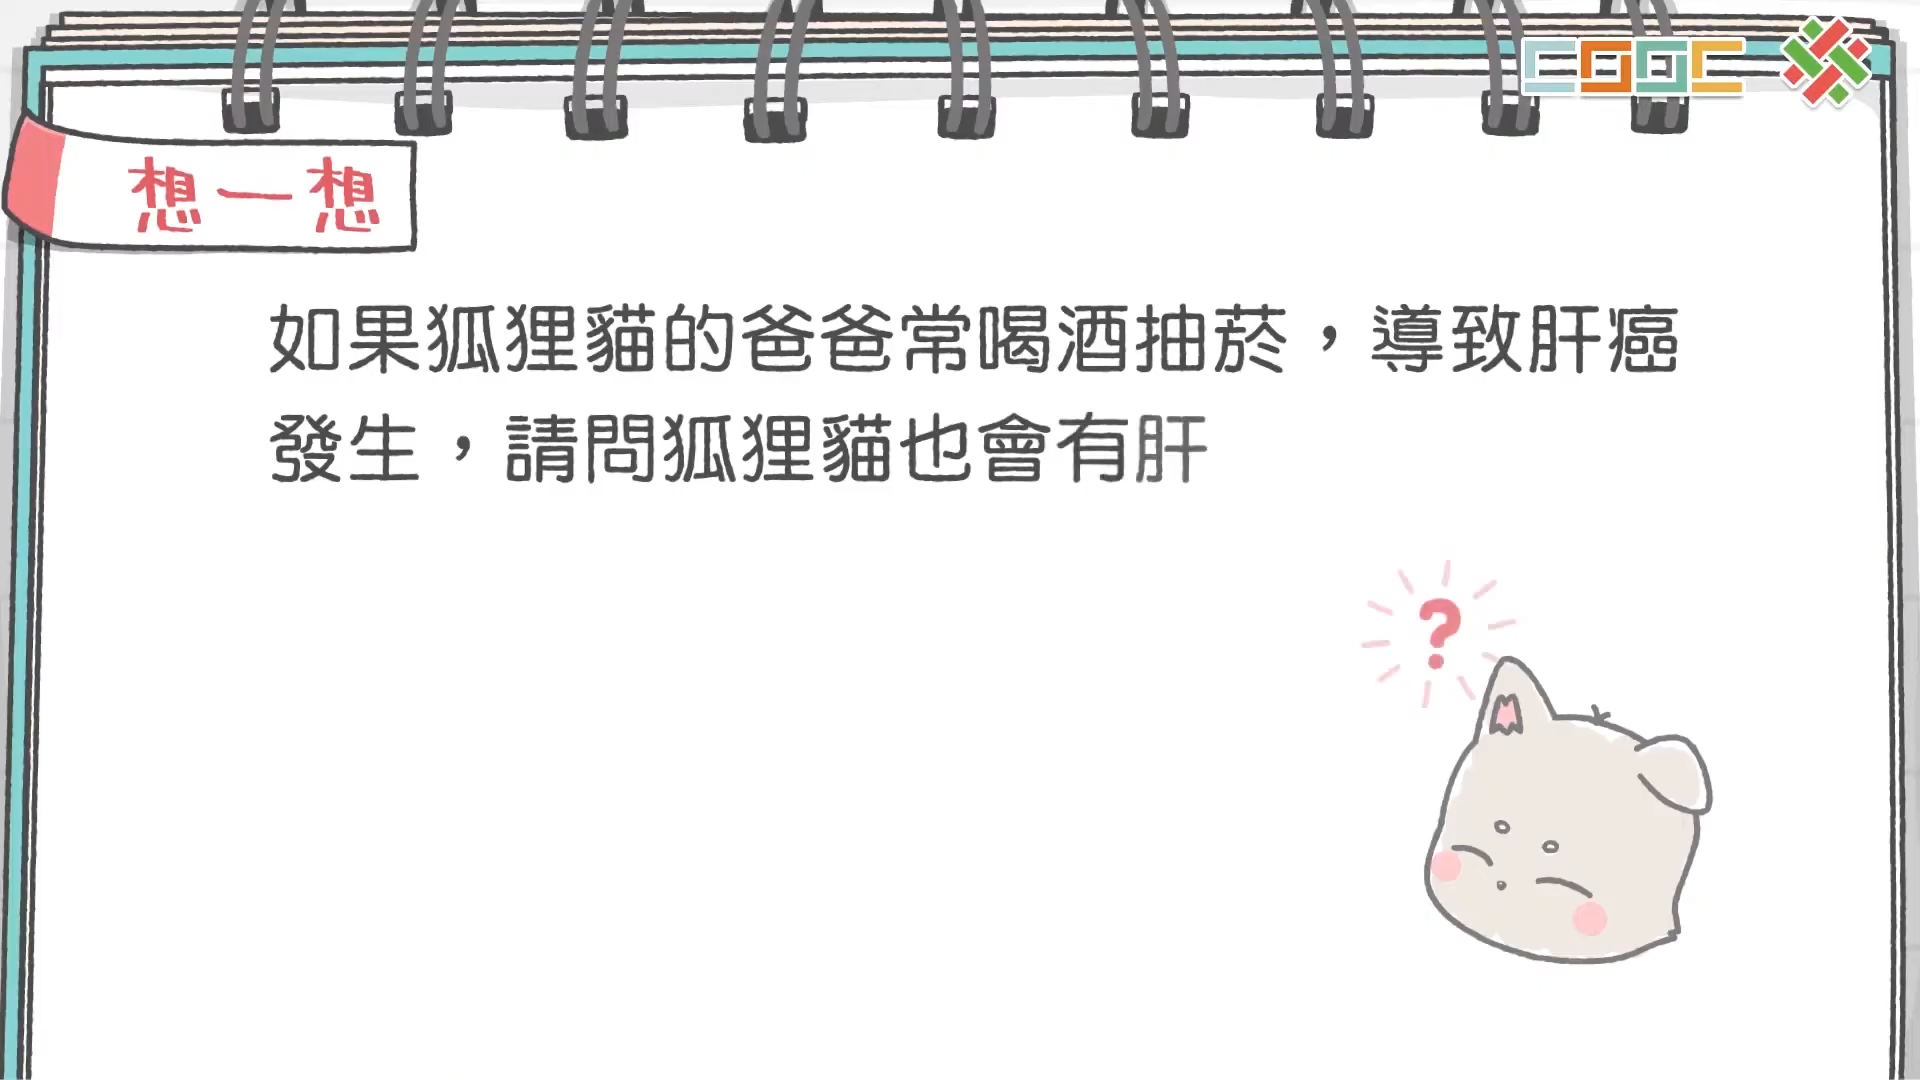 想一想
如果狐狸貓的爸爸常喝酒抽菸，導致肝癌
發生，請問狐狸貓也會有肝
?